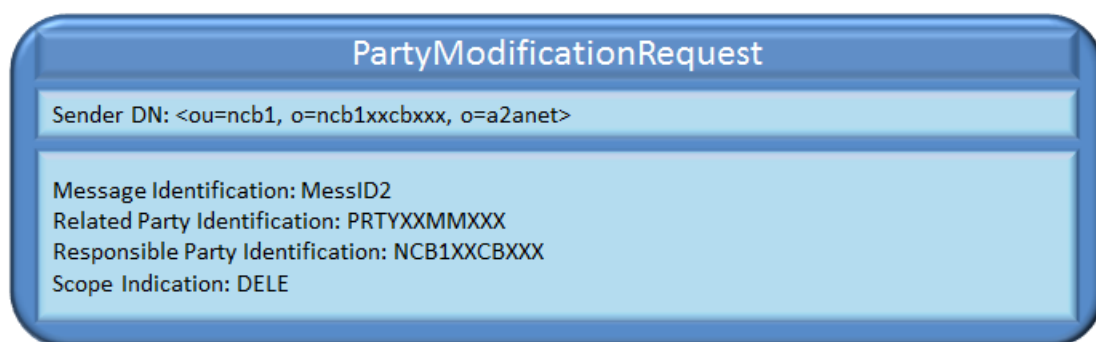 PartyModificationRequest
Sender DN: <ou=ncb1, o=ncb1xxcbxxx, o=a2anet>
Message Identification: MessID2
Related Party Identification: PRTYXXMMXXX
Responsible Party Identification: NCB1XXCBXXX
Scope Indication: DELE